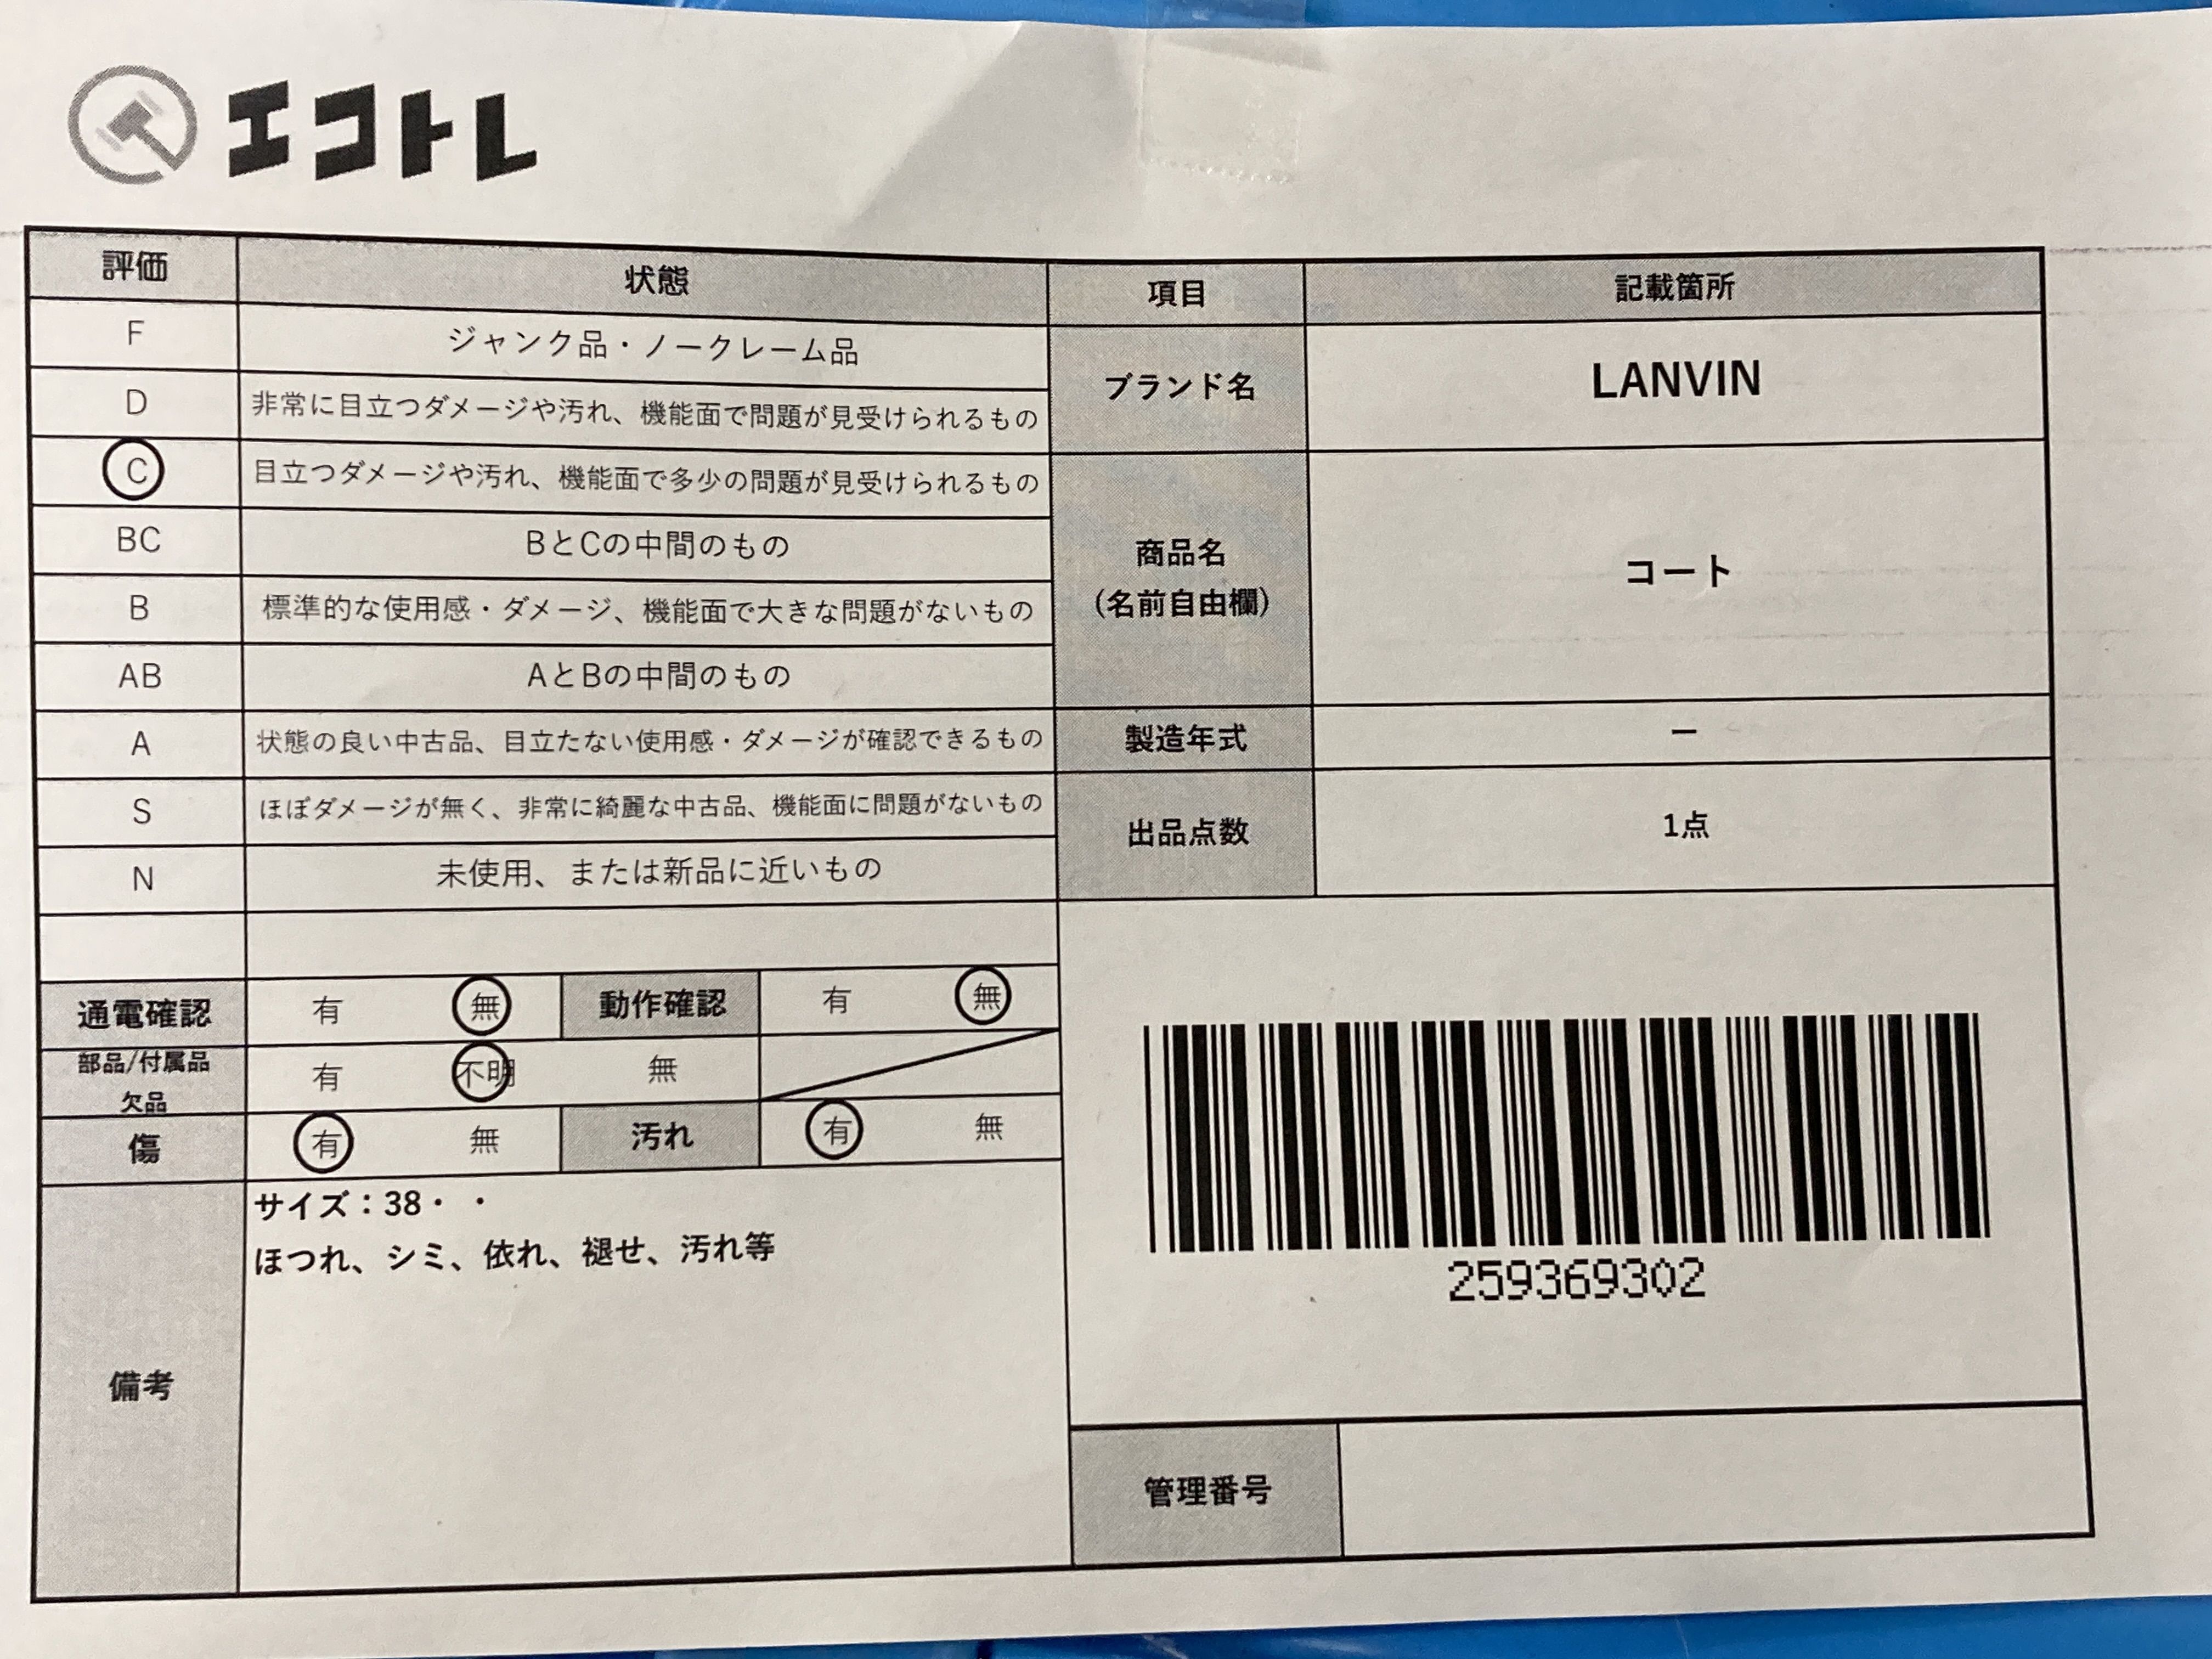 エコトレ
評価 状態
F ジャンク品・ノークレーム品
D 非常に目立つダメージや汚れ、機能面で問題が見受けられるもの
C 目立つダメージや汚れ、機能面で多少の問題が見受けられるもの
BC BとCの中間のもの
B 標準的な使用感・ダメージ、機能面で大きな問題がないもの
AB AとBの中間のもの
A 状態の良い中古品、目立たない使用感・ダメージが確認できるもの
S ほぼダメージが無く、非常に綺麗な中古品、機能面に問題がないもの
N 未使用、または新品に近いもの
通電確認 有 無 動作確認 有 無
部品/付属品
欠品 有 不明 無
傷 有 無 汚れ 有 無
備考
サイズ：38・ ・
ほつれ、シミ、依れ、褪せ、汚れ等
項目 記載箇所
ブランド名 LANVIN
商品名
(名前自由欄) コート
製造年式 ー
出品点数 1点
259369302
管理番号